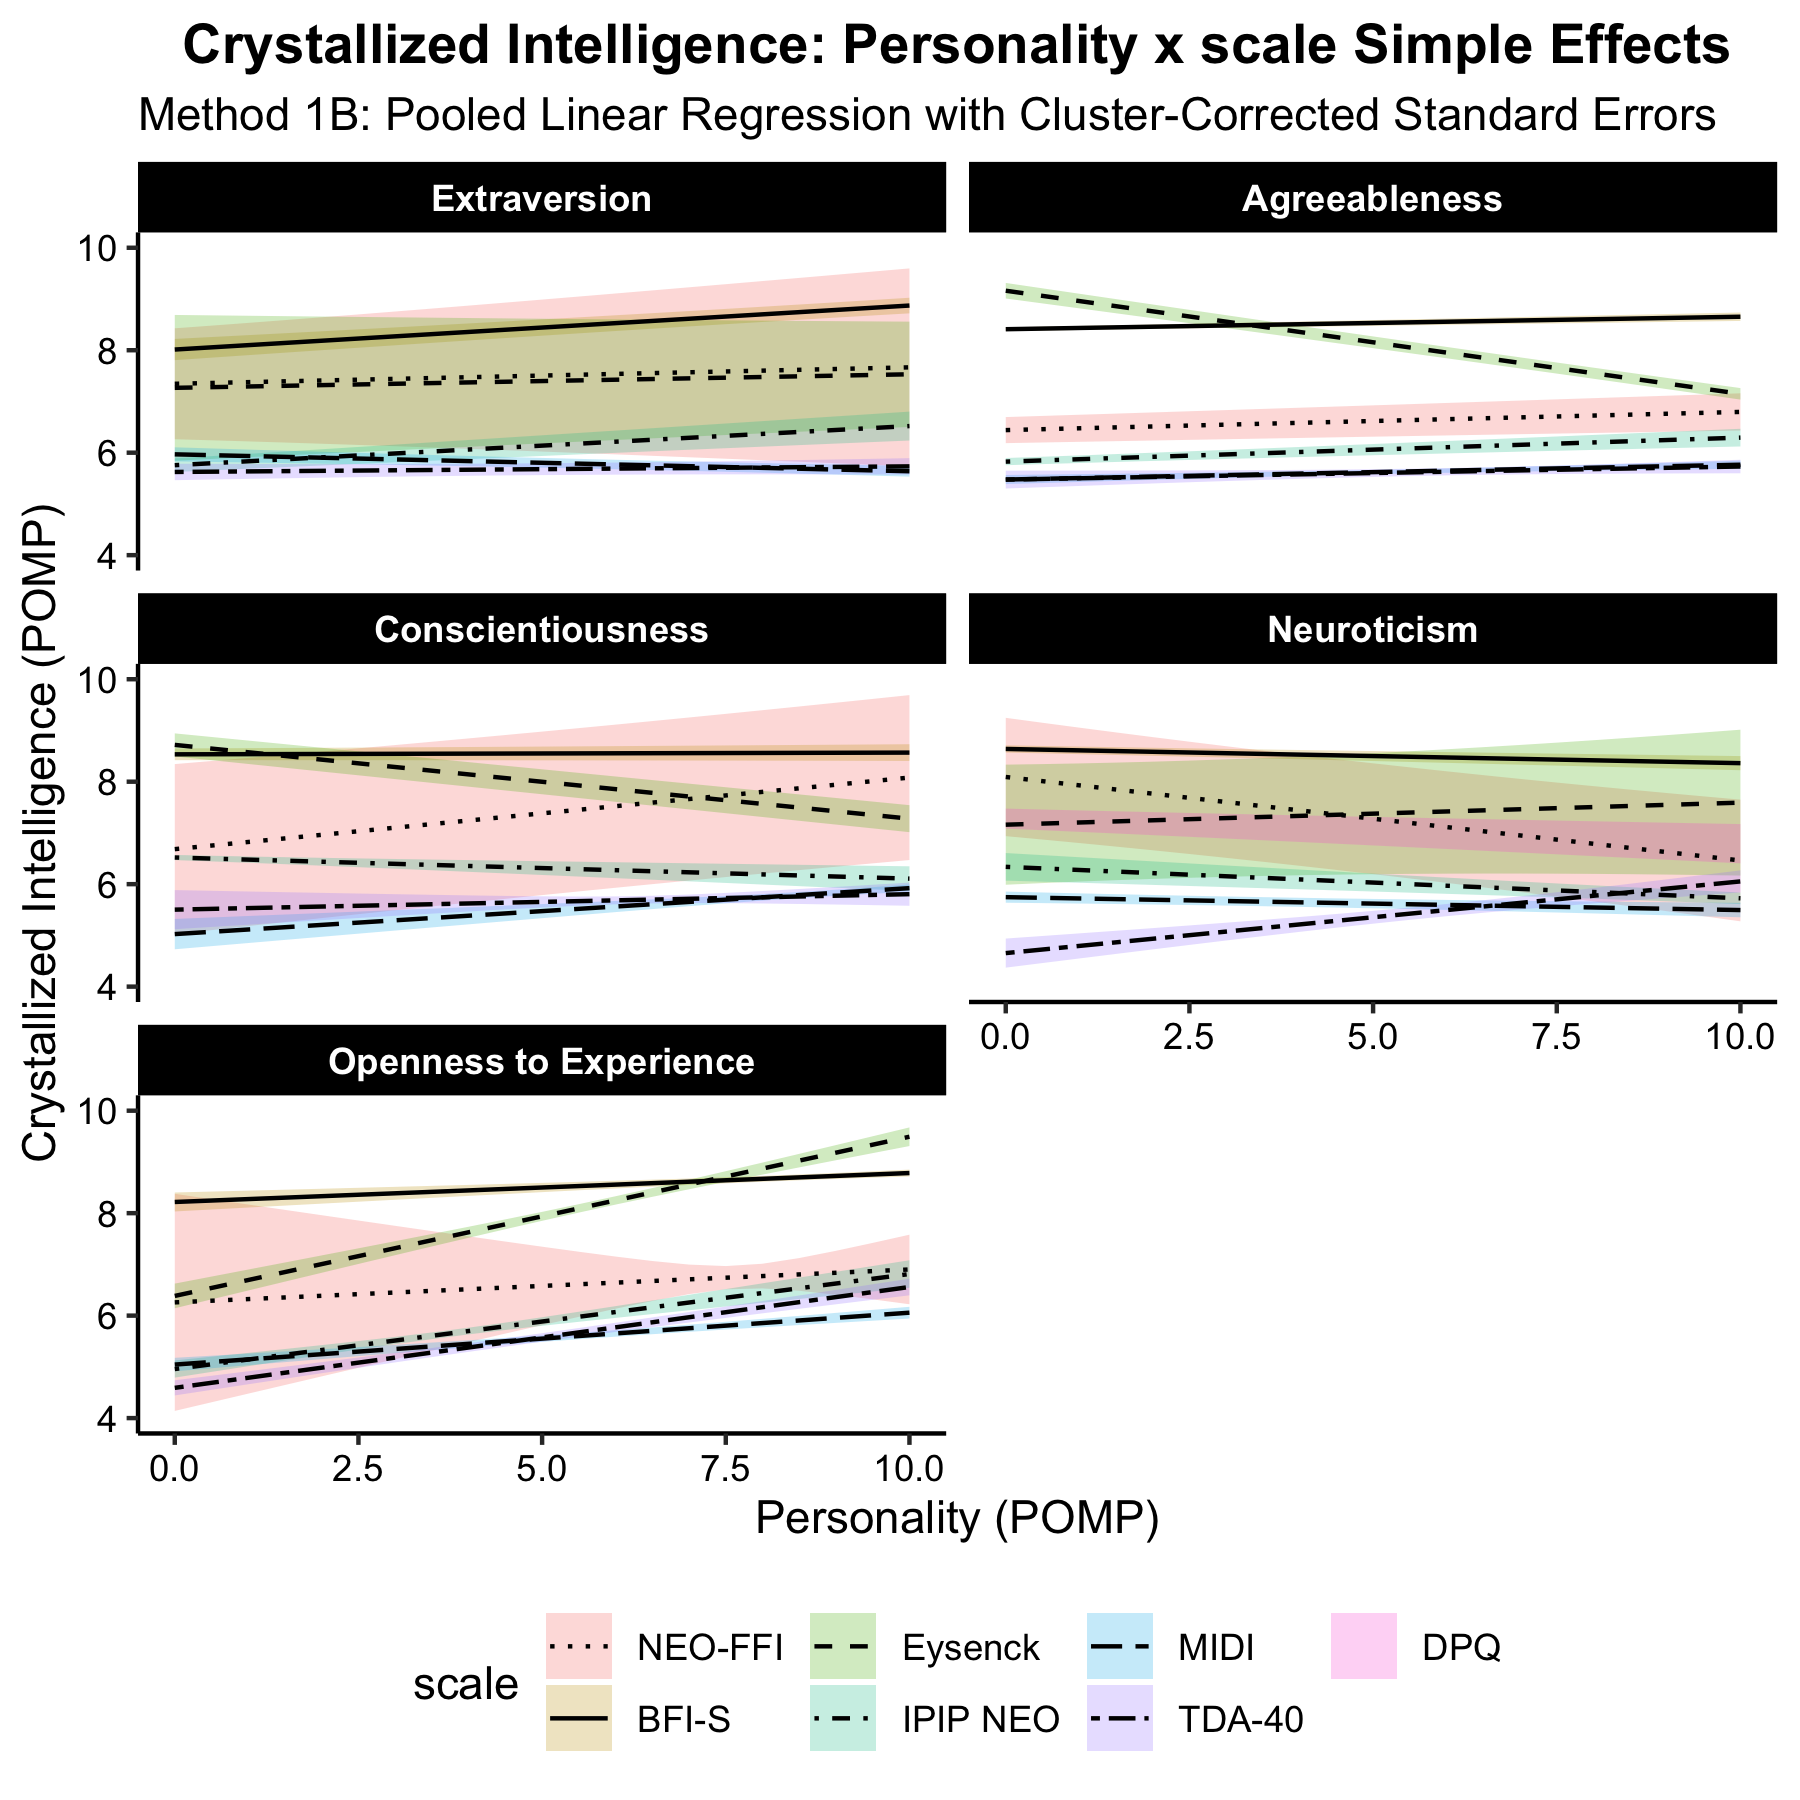 Crystallized Intelligence: Personality x scale Simple Effects
Method 1B: Pooled Linear Regression with Cluster-Corrected Standard Errors
Crystallized Intelligence (POMP)
Extraversion
Agreeableness
10
8
6
4
Conscientiousness
Neuroticism
10
8
6
4
0.0 2.5 5.0 7.5 10.0
Openness to Experience
10
8
6
4
0.0 2.5 5.0 7.5 10.0
Personality (POMP)
scale
NEO-FFI Eysenck MIDI DPQ
BFI-S IPIP NEO TDA-40